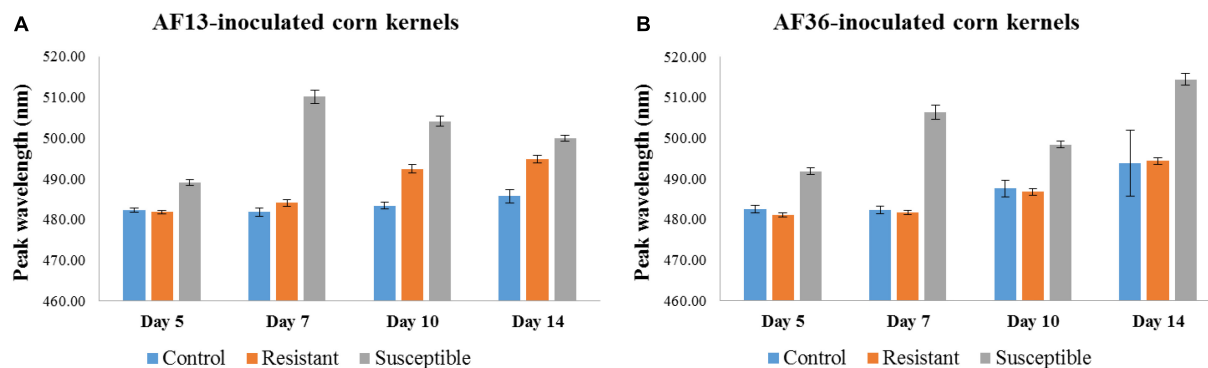 A
AF13-inoculated corn kernels
Peak wavelength (nm)
520.00
510.00
500.00
490.00
480.00
470.00
460.00
Day 5 Day 7 Day 10 Day 14
Control Resistant Susceptible
B
AF36-inoculated corn kernels
Peak wavelength (nm)
520.00
510.00
500.00
490.00
480.00
470.00
460.00
Day 5 Day 7 Day 10 Day 14
Control Resistant Susceptible